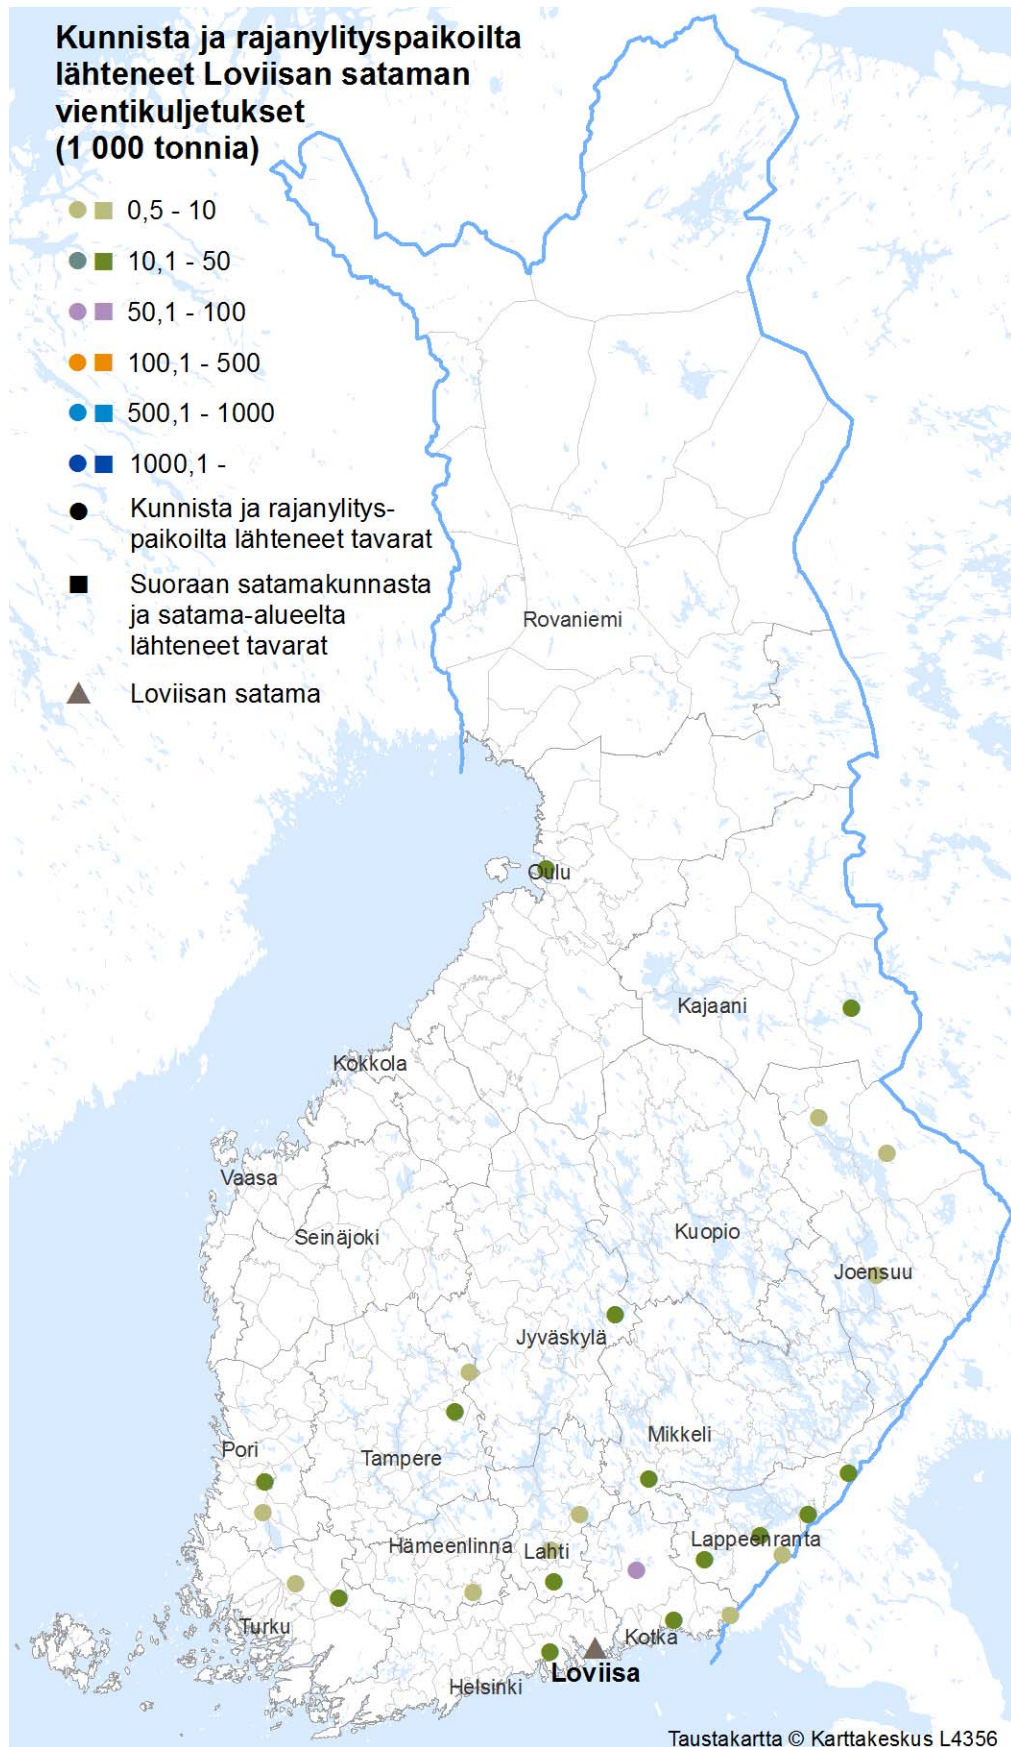 Kunnista ja rajanylityspaikoilta
lähteneet Loviisan sataman
vientikuljetukset
(1 000 tonnia)
0,5 - 10
10,1 - 50
50,1 - 100
100,1 - 500
500,1 - 1000
1000,1 -
Kunnista ja rajanylitys-
paikoilta lähteneet tavarat
Suoraan satamakunnasta
ja satama-alueelta
lähteneet tavarat
Loviisan satama
Rovaniemi
Oulu
Kajaani
Kokkola
Vaasa
Seinäjoki
Kuopio
Joensuu
Jyväskylä
Mikkeli
Pori
Tampere
Lappeenranta
Hämeenlinna
Lahti
Turku
Kotka
Loviisa
Helsinki
Taustakartta © Karttakeskus L4356